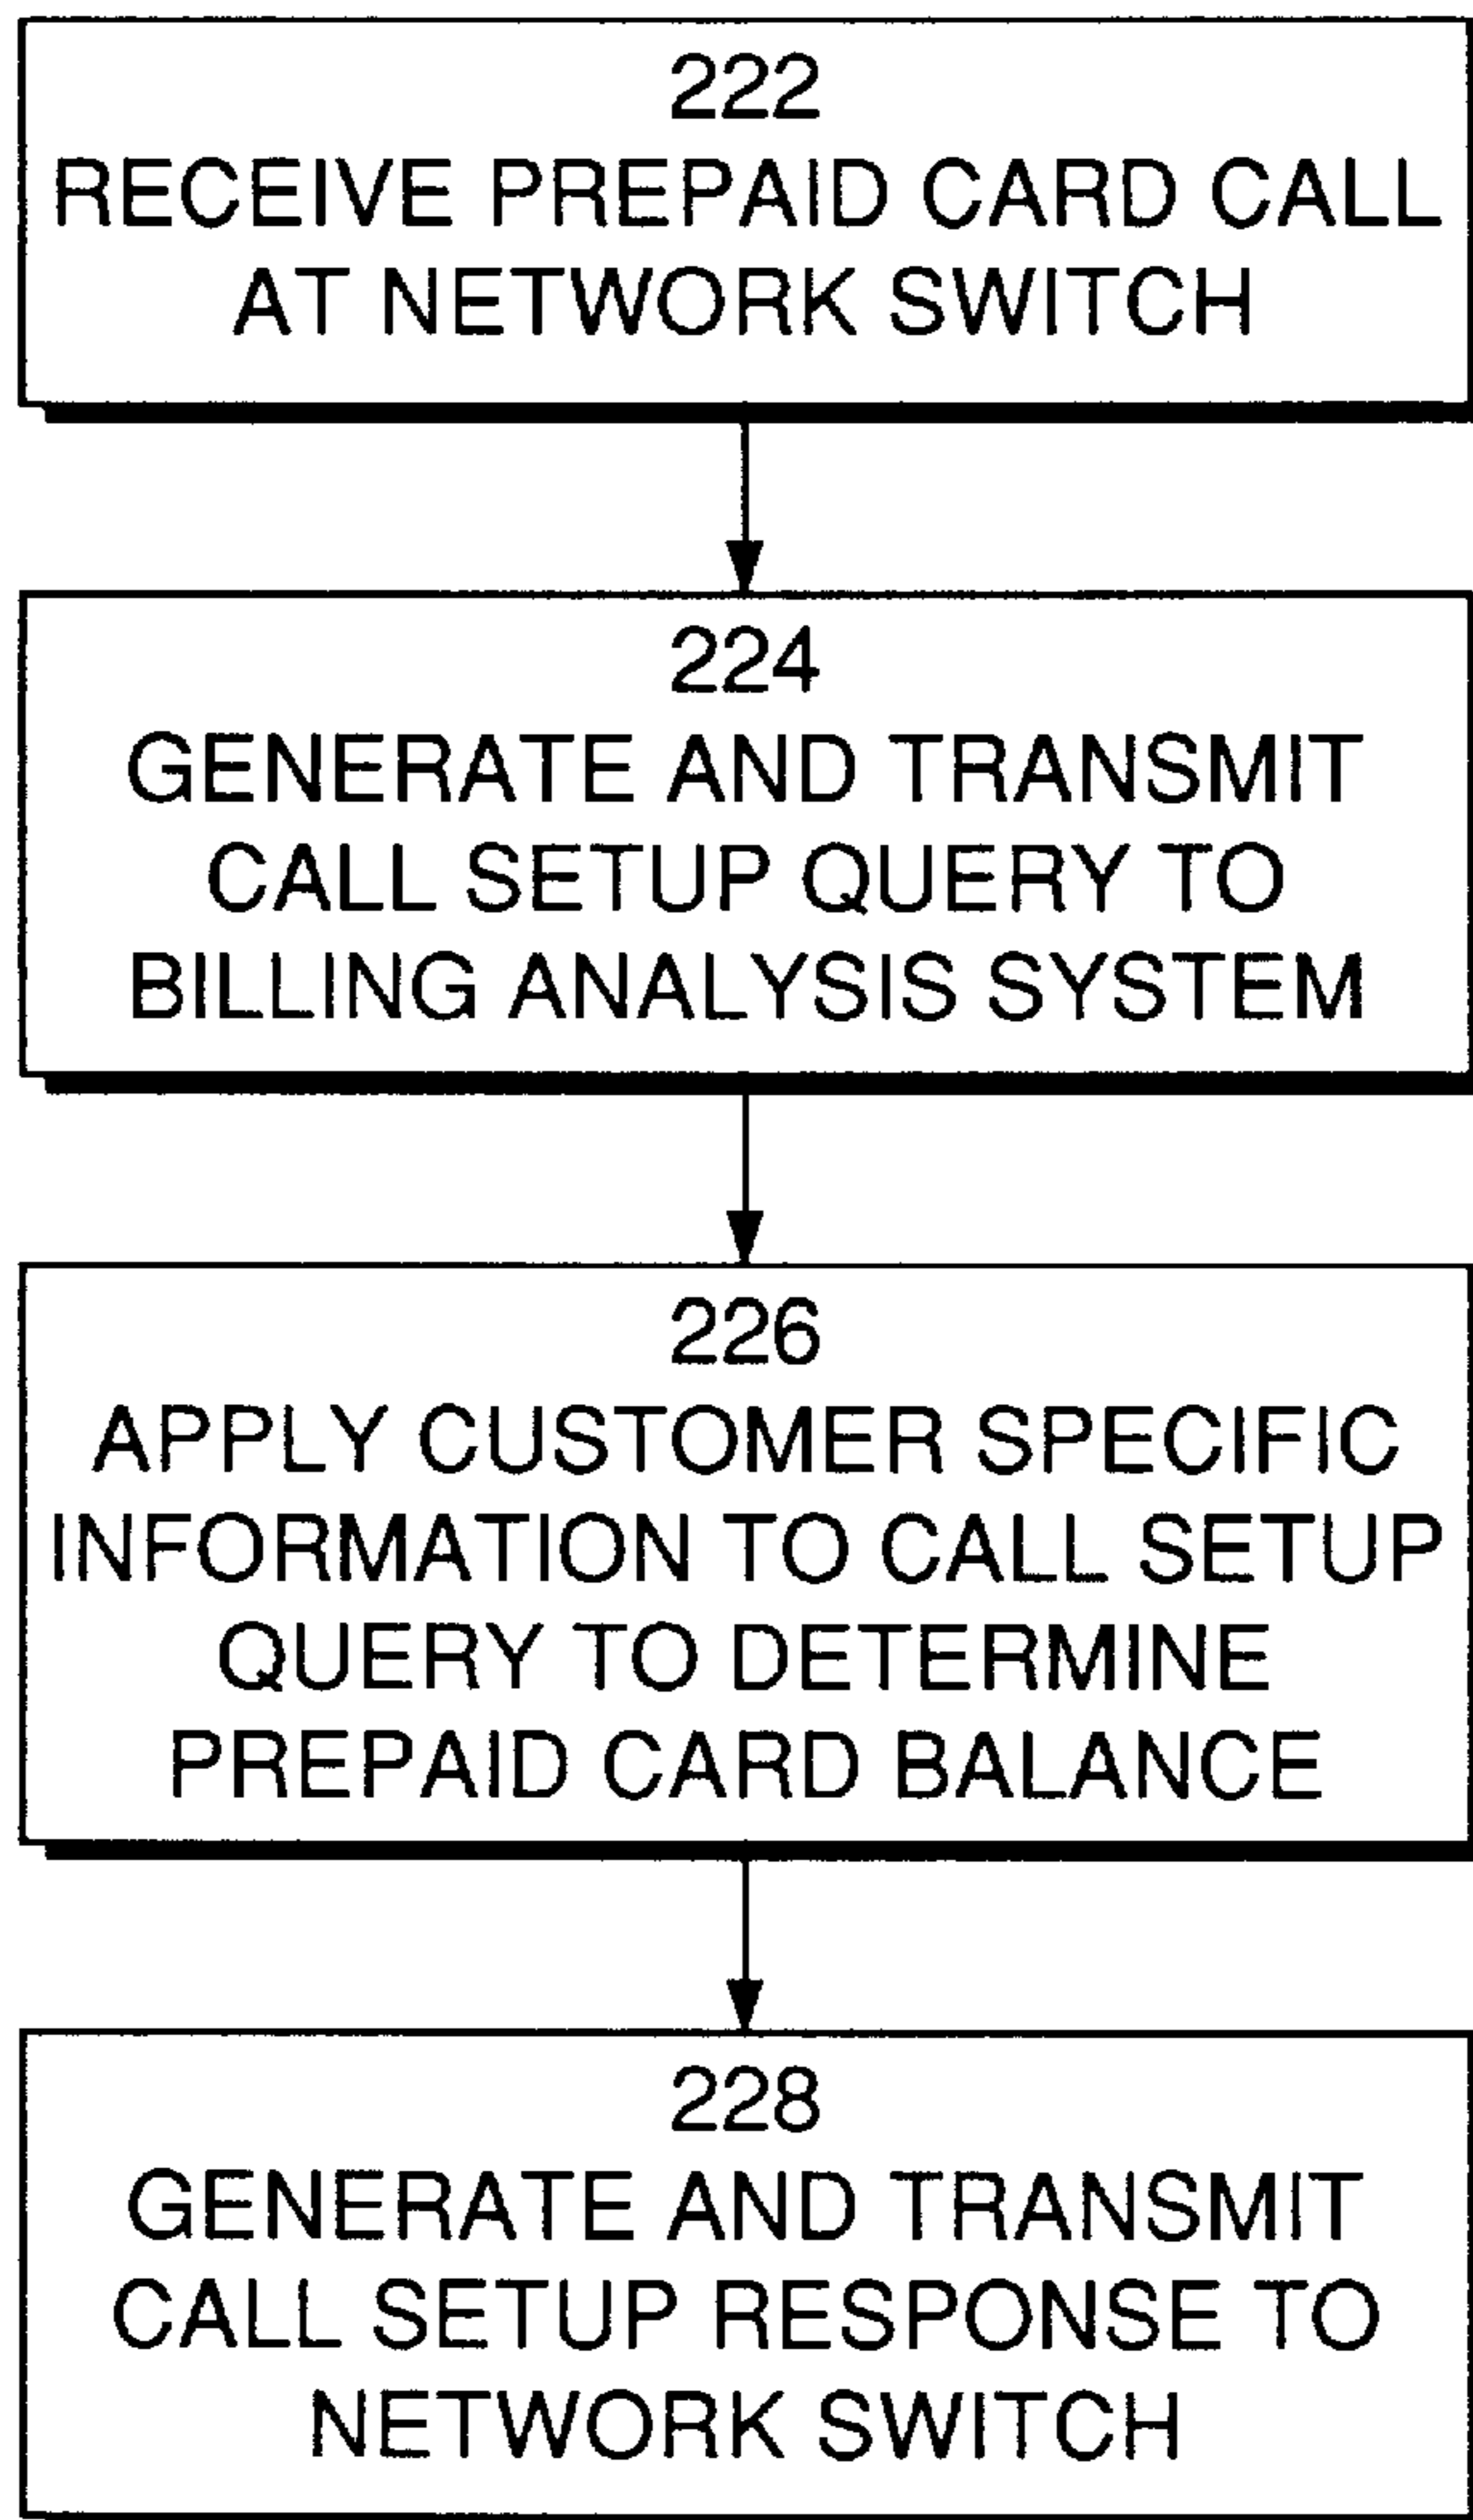 222
RECEIVE PREPAID CARD CALL
AT NETWORK SWITCH
224
GENERATE AND TRANSMIT
CALL SETUP QUERY TO
BILLING ANALYSIS SYSTEM
226
APPLY CUSTOMER SPECIFIC
INFORMATION TO CALL SETUP
QUERY TO DETERMINE
PREPAID CARD BALANCE
228
GENERATE AND TRANSMIT
CALL SETUP RESPONSE TO
NETWORK SWITCH